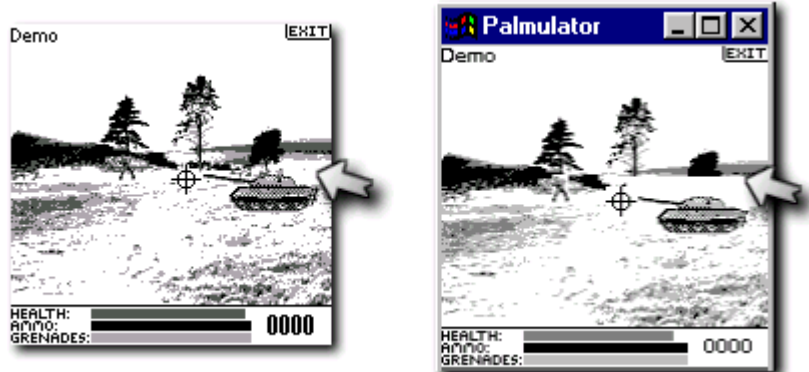 Demo
EXIT
HEALTH:
AMMO:
GRENADES:
0000
Palmulator
Demo
EXIT
HEALTH:
AMMO:
GRENADES:
0000